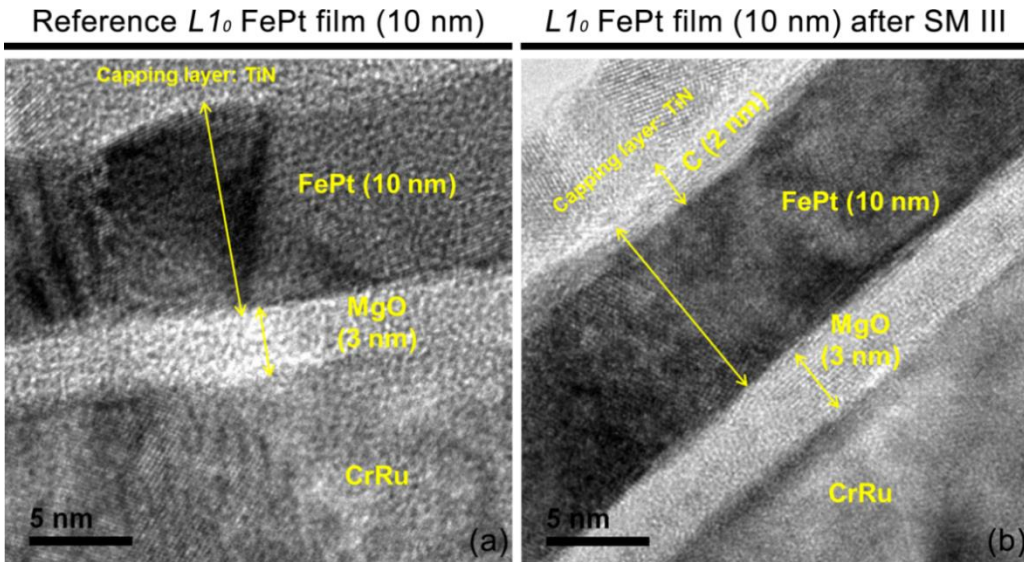 Reference L1₀ FePt film (10 nm)
L1₀ FePt film (10 nm) after SM III
Capping layer: TiN
FePt (10 nm)
MgO
(3 nm)
CrRu
5 nm
(a)
Capping layer: TiN
C (2 nm)
FePt (10 nm)
MgO
(3 nm)
CrRu
5 nm
(b)